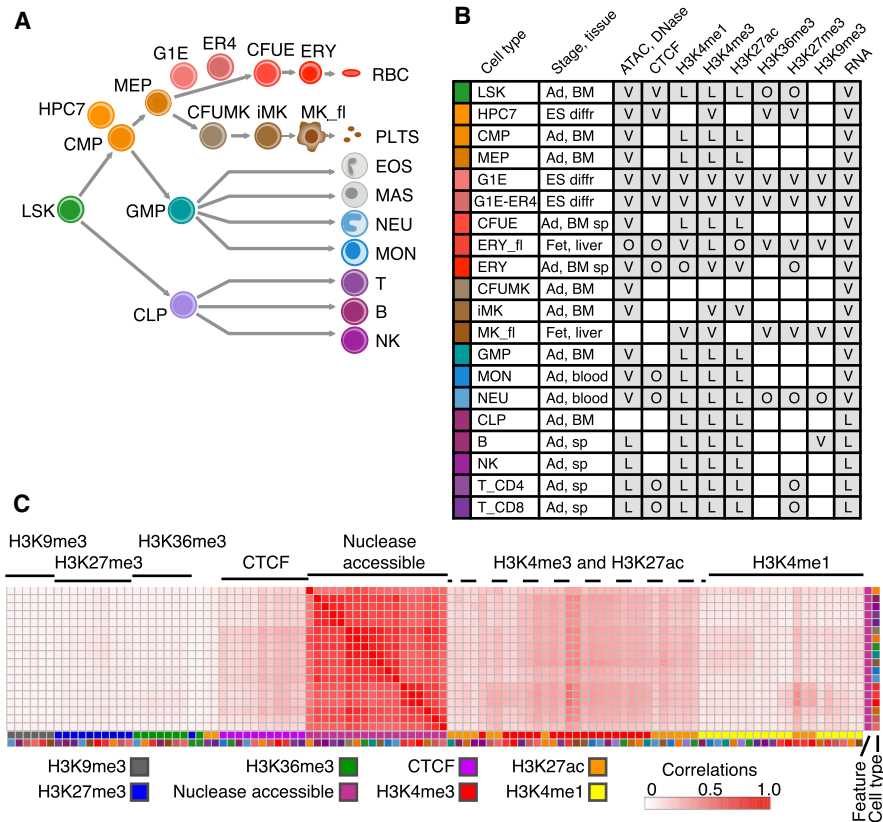 A
G1E
ER4
CFUE
ERY
RBC
MEP
HPC7
CMP
CFUMK
iMK
MK_fl
PLTS
EOS
MAS
LSK
GMP
NEU
MON
T
CLP
B
NK
B
Cell type
Stage, tissue
ATAC, DNase
CTCF
H3K4me1
H3K4me3
H3K27ac
H3K36me3
H3K27me3
H3K9me3
RNA
LSK Ad, BM V V L L L O O V
HPC7 ES diffr V V V V V V
CMP Ad, BM V L L L V
MEP Ad, BM V L L L V
G1E ES diffr V V V V V V V V V
G1E-ER4 ES diffr V V V V V V V V V
CFUE Ad, BM sp V L L L V
ERY_fl Fet, liver O O V L O V V V V
ERY Ad, BM sp V O O V V O V
CFUMK Ad, BM V V
iMK Ad, BM V V V V
MK_fl Fet, liver V V V V V V
GMP Ad, BM V L L L V
MON Ad, blood V O L L L V
NEU Ad, blood V O L L L O O O V
CLP Ad, BM L L L L
B Ad, sp L L L L V L
NK Ad, sp L L L L L
T_CD4 Ad, sp L O L L L O L
T_CD8 Ad, sp L O L L L O L
C
H3K9me3
H3K27me3
H3K36me3
CTCF
Nuclease
accessible
H3K4me3 and H3K27ac
H3K4me1
H3K9me3
H3K36me3
CTCF
H3K27ac
H3K27me3
Nuclease accessible
H3K4me3
H3K4me1
Correlations
0 0.5 1.0
Feature
Cell type